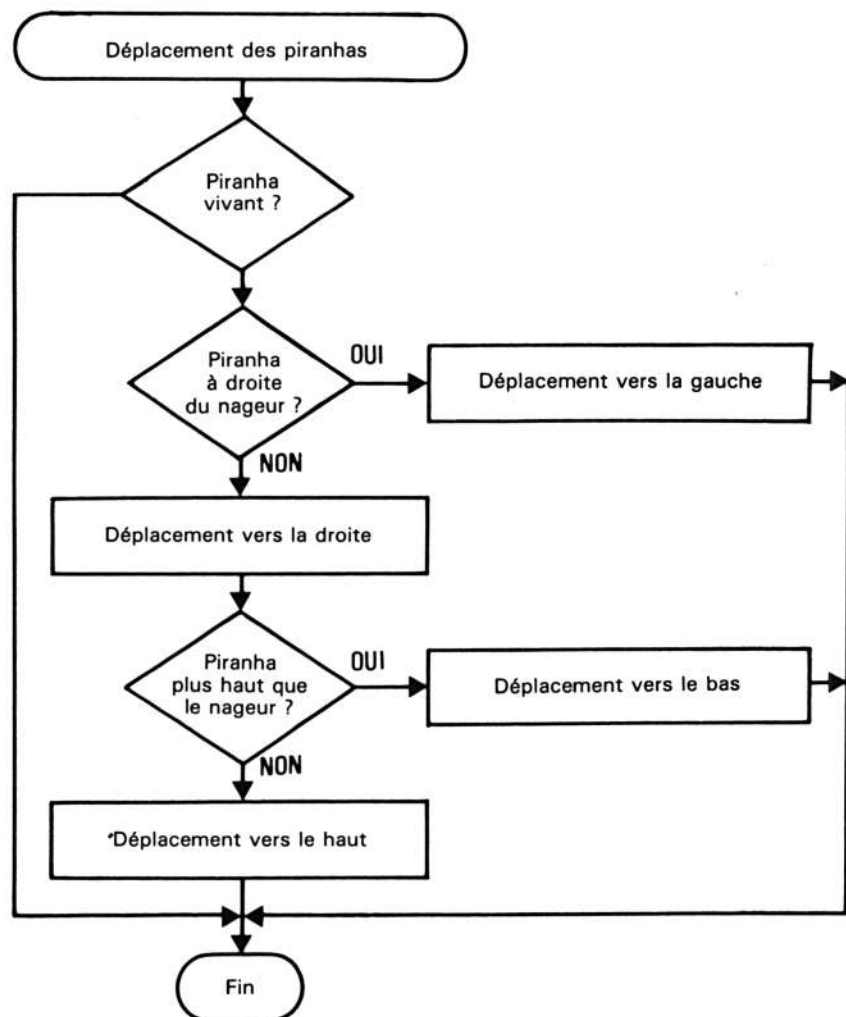 Déplacement des piranhas
Piranha
vivant ?
Piranha
à droite
du nageur ?
OUI
Déplacement vers la gauche
NON
Déplacement vers la droite
Piranha
plus haut que
le nageur ?
OUI
Déplacement vers le bas
NON
Déplacement vers le haut
Fin